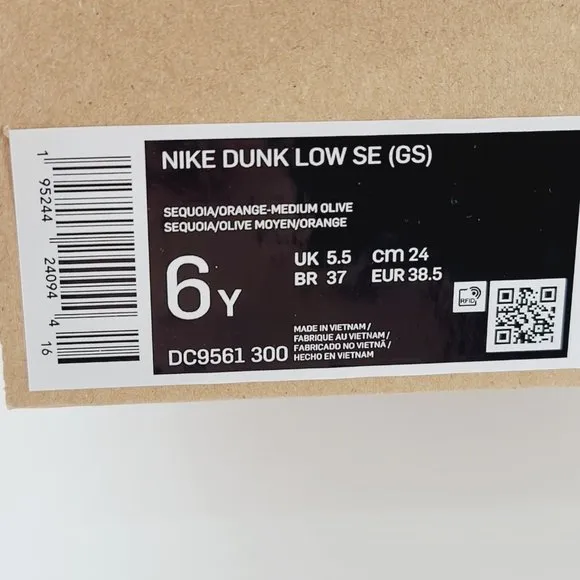 NIKE DUNK LOW SE (GS)
SEQUOIA/ORANGE-MEDIUM OLIVE
SEQUOIA/OLIVE MOYEN/ORANGE
6Y
UK 5.5 cm 24
BR 37 EUR 38.5
DC9561 300
MADE IN VIETNAM /
FABRIQUE AU VIETNAM /
FABRICADO NO VIETNÃ /
HECHO EN VIETNAM
RFID
1 95244 24094 4 16